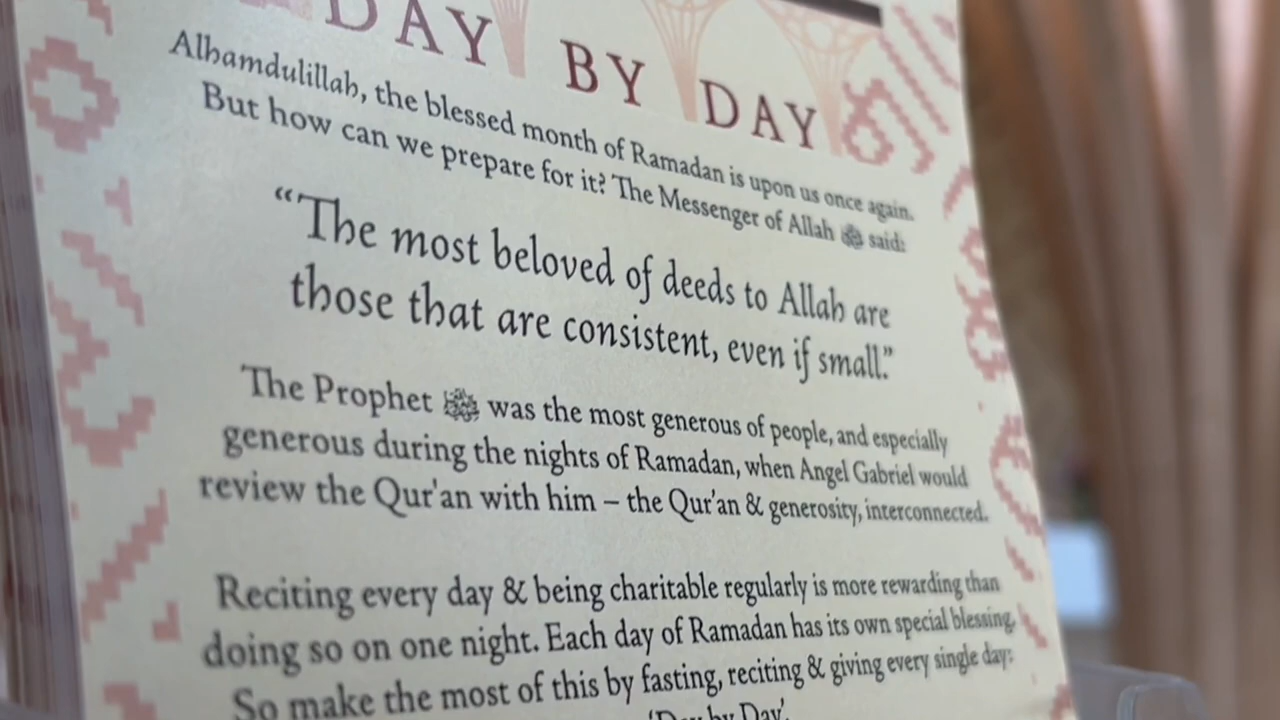 DAY BY DAY
Alhamdulillah, the blessed month of Ramadan is upon us once again.
But how can we prepare for it? The Messenger of Allah ﷺ said:
“The most beloved of deeds to Allah are
those that are consistent, even if small.”
The Prophet ﷺ was the most generous of people, and especially
generous during the nights of Ramadan, when Angel Gabriel would
review the Qur'an with him – the Qur'an & generosity, interconnected.
Reciting every day & being charitable regularly is more rewarding than
doing so on one night. Each day of Ramadan has its own special blessing.
So make the most of this by fasting, reciting & giving every single day:
‘Day by Day’.